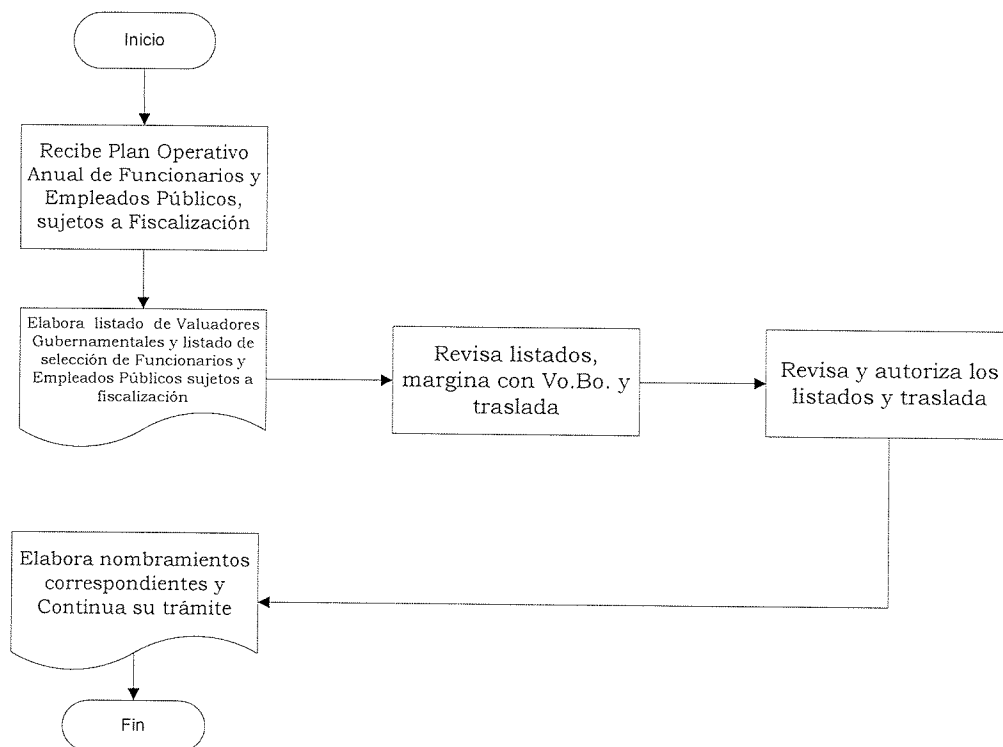 Inicio
Recibe Plan Operativo
Anual de Funcionarios y
Empleados Públicos,
sujetos a Fiscalización
Elabora listado de Valuadores
Gubernamentales y listado de
selección de Funcionarios y
Empleados Públicos sujetos a
fiscalización
Revisa listados,
margina con Vo.Bo. y
traslada
Revisa y autoriza los
listados y traslada
Elabora nombramientos
correspondientes y
Continua su trámite
Fin